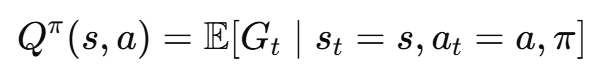 Q^π(s, a) = 𝔼[G_t | s_t = s, a_t = a, π]